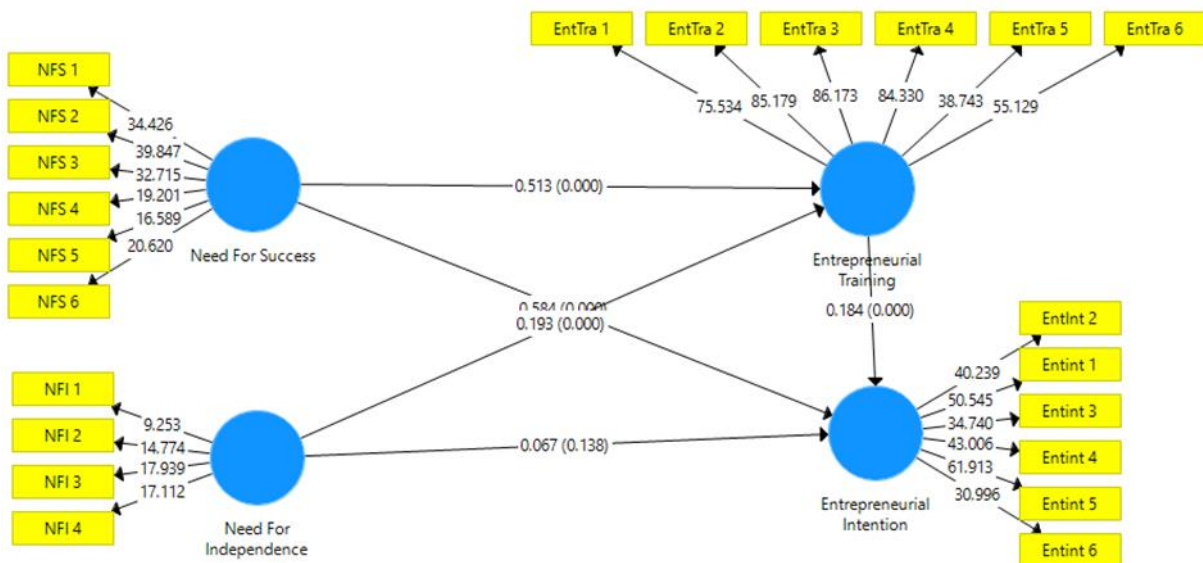 EntTra 1
EntTra 2
EntTra 3
EntTra 4
EntTra 5
EntTra 6
75.534
85.179
86.173
84.330
38.743
55.129
NFS 1
NFS 2
NFS 3
NFS 4
NFS 5
NFS 6
34.426
39.847
32.715
19.201
16.589
20.620
Need For Success
0.513 (0.000)
Entrepreneurial
Training
0.584 (0.000)
0.193 (0.000)
0.184 (0.000)
NFI 1
NFI 2
NFI 3
NFI 4
9.253
14.774
17.939
17.112
Need For
Independence
0.067 (0.138)
Entrepreneurial
Intention
EntInt 2
Entint 1
Entint 3
Entint 4
Entint 5
Entint 6
40.239
50.545
34.740
43.006
61.913
30.996